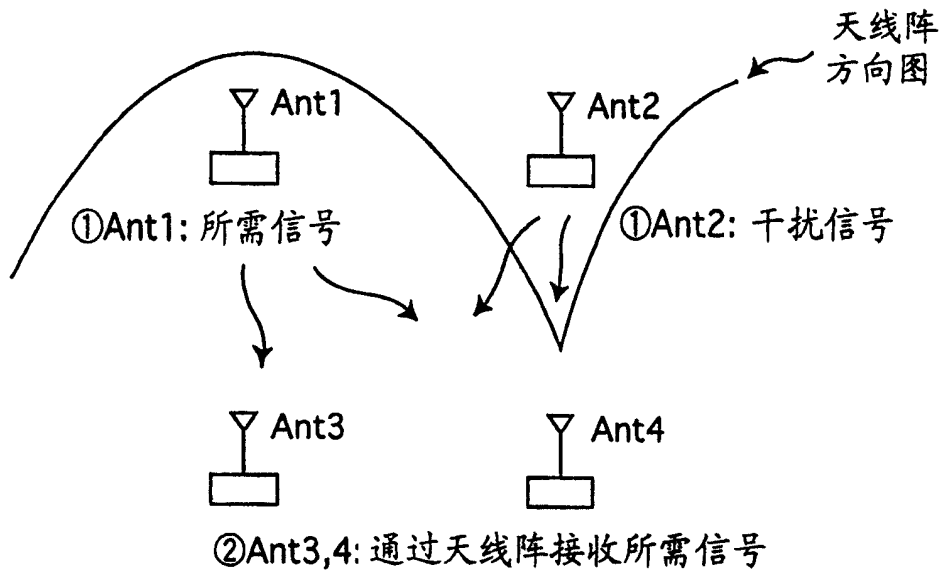 天线阵
方向图
Ant1
Ant2
①Ant1: 所需信号
①Ant2: 干扰信号
Ant3
Ant4
②Ant3,4: 通过天线阵接收所需信号